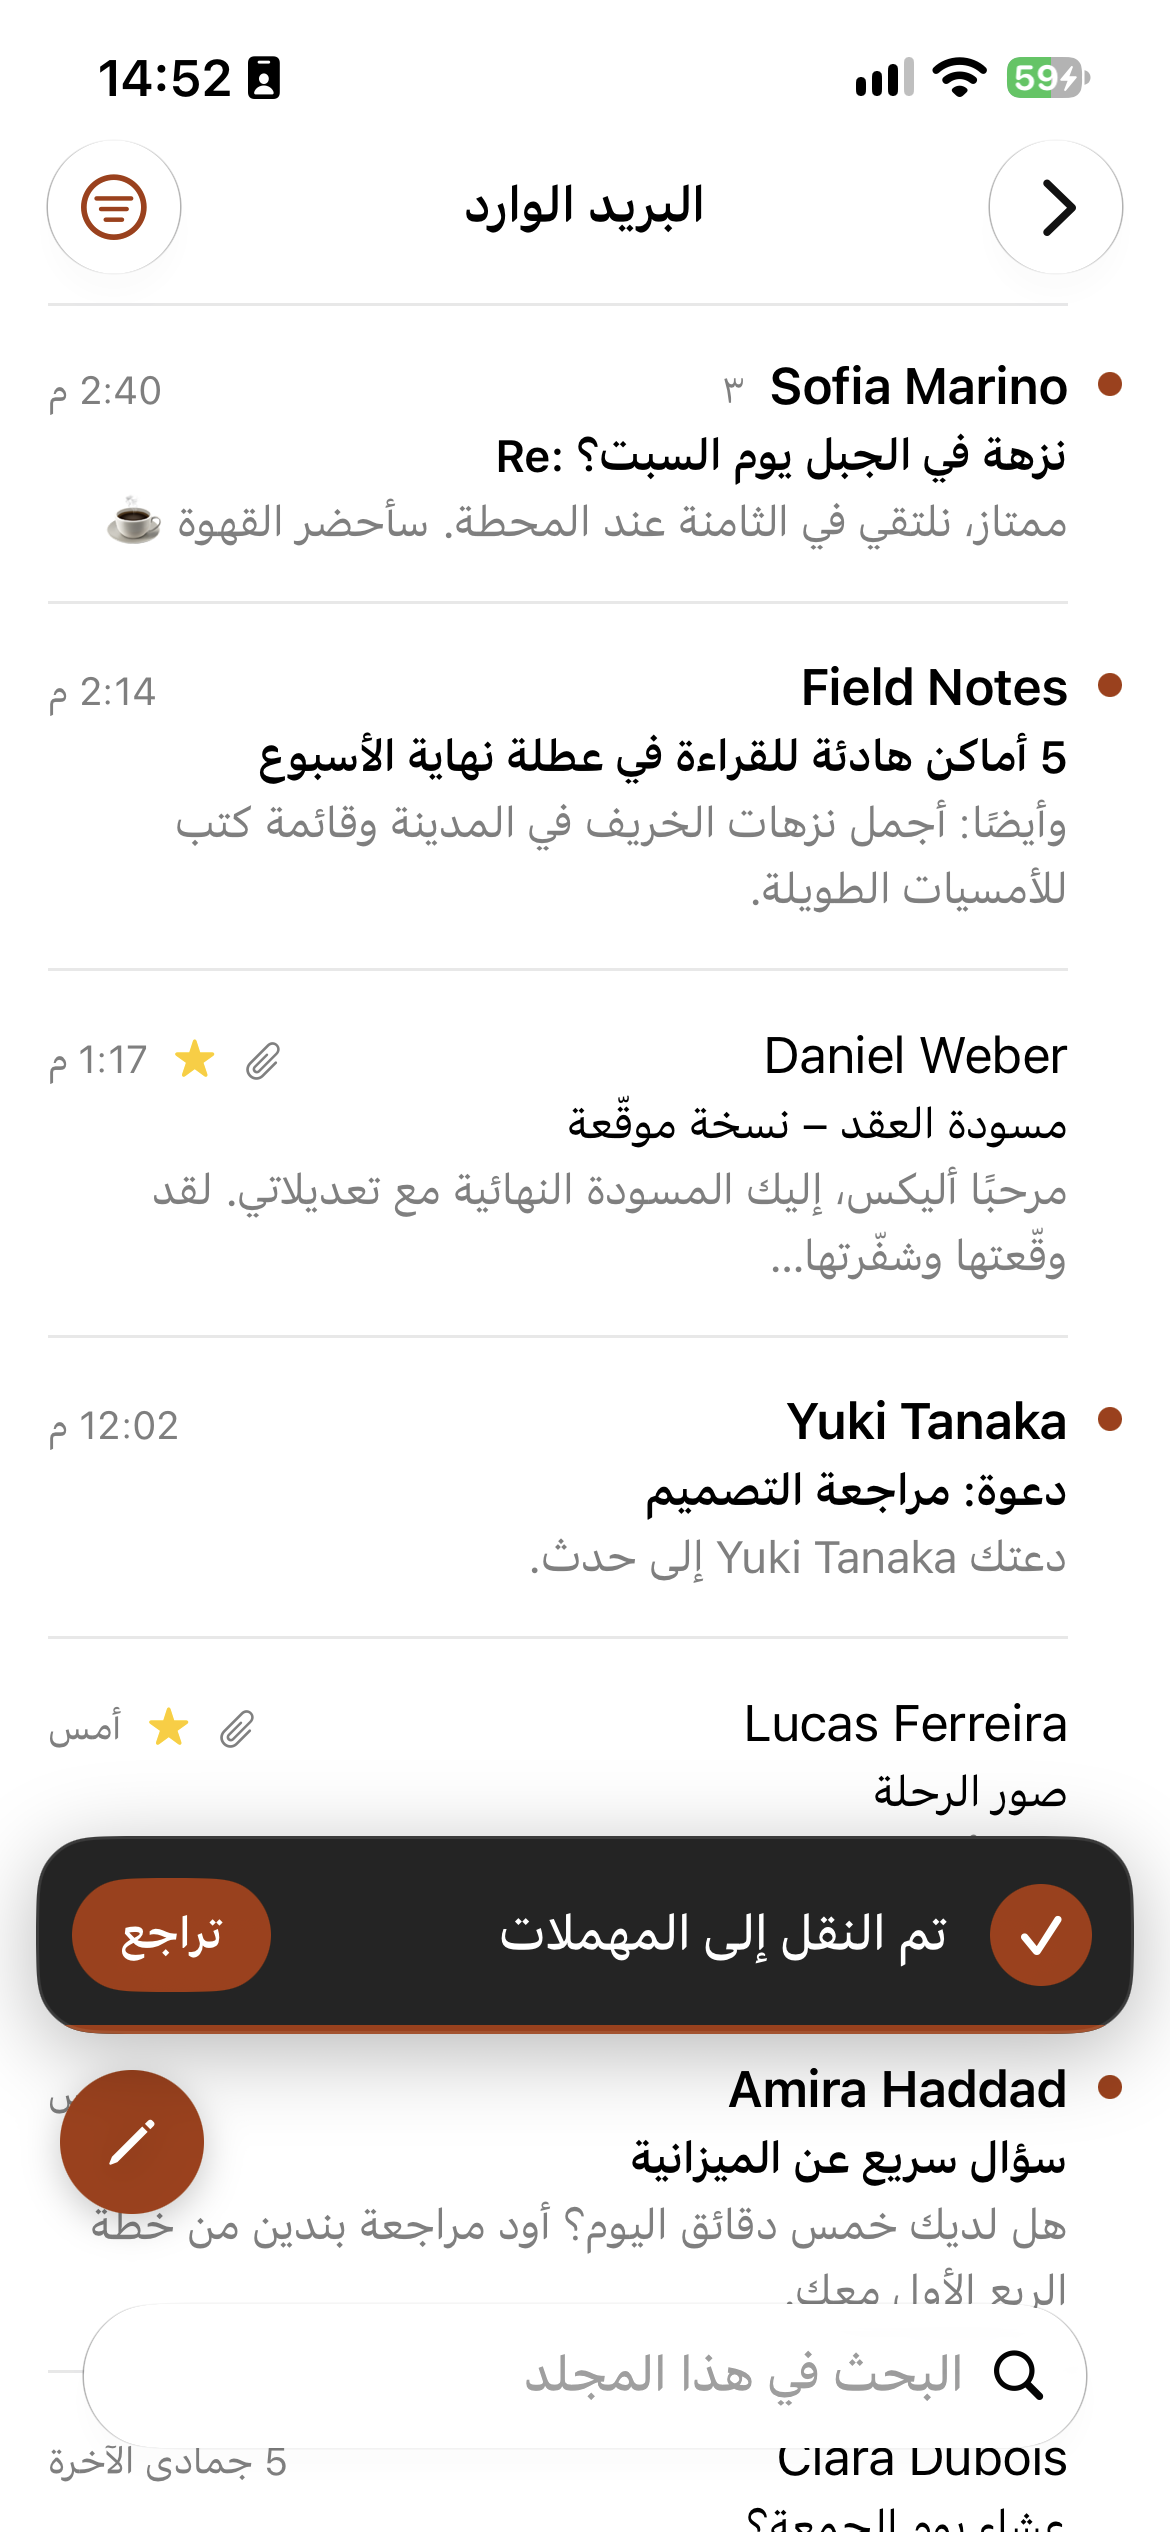 14:52
59
البريد الوارد
Sofia Marino ٣ 2:40 م
Re: نزهة في الجبل يوم السبت؟
ممتاز، نلتقي في الثامنة عند المحطة. سأحضر القهوة ☕
Field Notes 2:14 م
5 أماكن هادئة للقراءة في عطلة نهاية الأسبوع
وأيضًا: أجمل نزهات الخريف في المدينة وقائمة كتب
للأمسيات الطويلة.
Daniel Weber 1:17 م
مسودة العقد – نسخة موقّعة
مرحبًا أليكس، إليك المسودة النهائية مع تعديلاتي. لقد
وقّعتها وشفّرتها...
Yuki Tanaka 12:02 م
دعوة: مراجعة التصميم
دعتك Yuki Tanaka إلى حدث.
Lucas Ferreira أمس
صور الرحلة
تم النقل إلى المهملات
تراجع
Amira Haddad
سؤال سريع عن الميزانية
هل لديك خمس دقائق اليوم؟ أود مراجعة بندين من خطة
الربع الأول معك.
البحث في هذا المجلد
Clara Dubois 5 جمادى الآخرة
عشاء يوم الجمعة؟